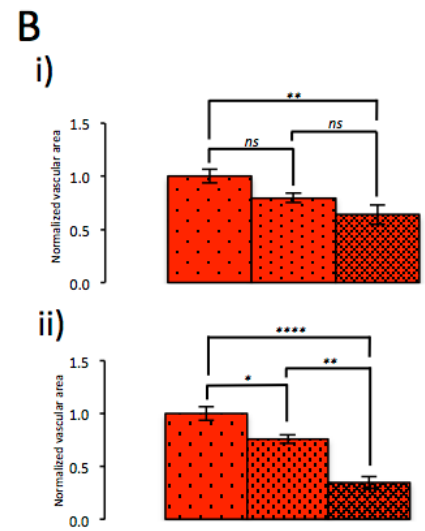 B
i)
**
ns
ns
1.5
1.0
0.5
0.0
Normalized vascular area
ii)
****
**
*
1.5
1.0
0.5
0.0
Normalized vascular area